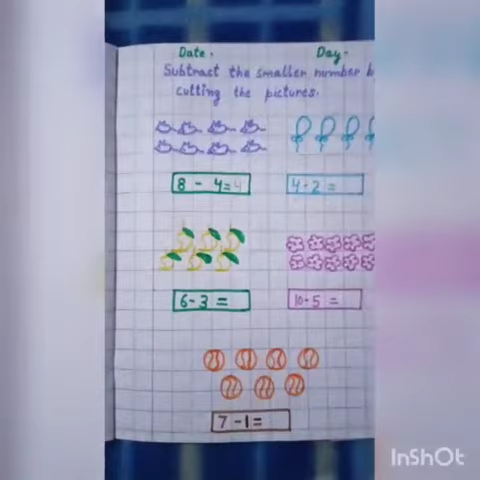 Date. Day-
Subtract the smaller number b
cutting the pictures.
8 - 4=4
4-2=
6-3=
10-5=
7-1=
InShOt